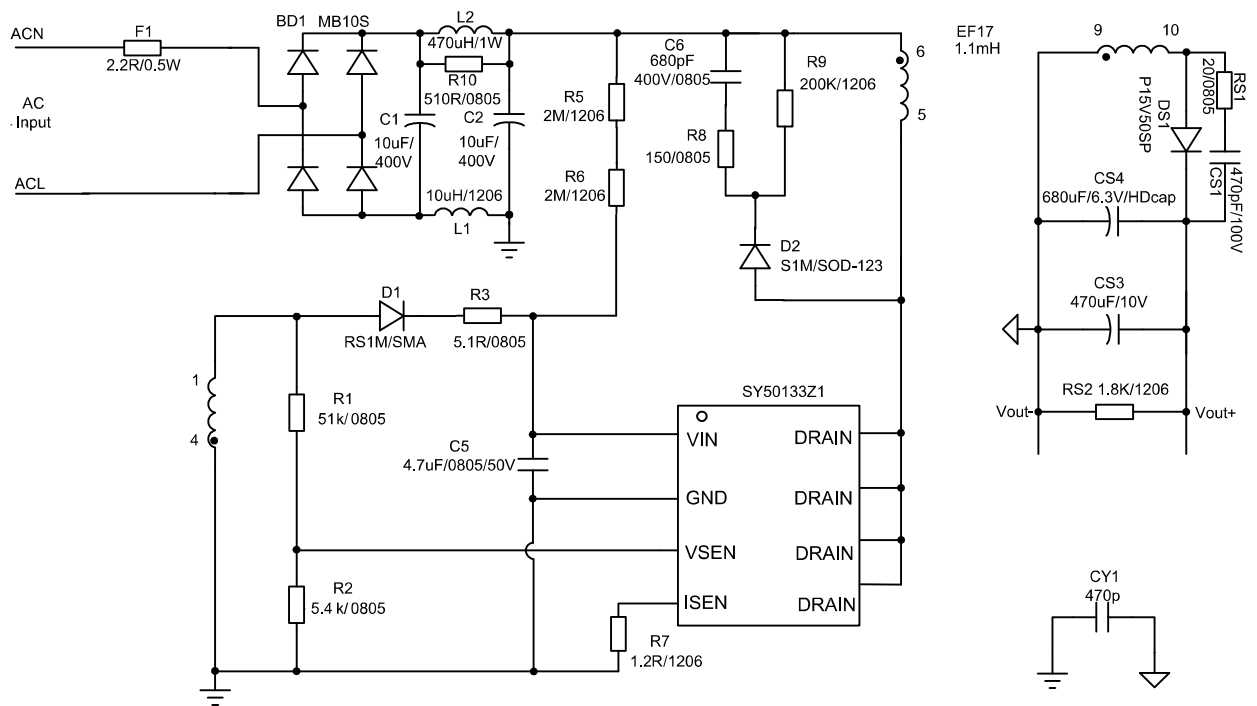 ACN
F1
2.2R/0.5W
AC
Input
ACL
BD1
MB10S
L2
470uH/1W
R10
510R/0805
C1
10uF/
400V
C2
10uF/
400V
10uH/1206
L1
R5
2M/1206
R6
2M/1206
C6
680pF
400V/0805
R8
150/0805
R9
200K/1206
D2
S1M/SOD-123
6
5
EF17
1.1mH
9
10
RS1
20/0805
DS1
P15V50SP
CS1
470pF/100V
CS4
680uF/6.3V/HDcap
CS3
470uF/10V
RS2 1.8K/1206
Vout-
Vout+
D1
RS1M/SMA
R3
5.1R/0805
1
4
R1
51k/0805
R2
5.4k/0805
C5
4.7uF/0805/50V
SY50133Z1
VIN
GND
VSEN
ISEN
DRAIN
DRAIN
DRAIN
DRAIN
R7
1.2R/1206
CY1
470p